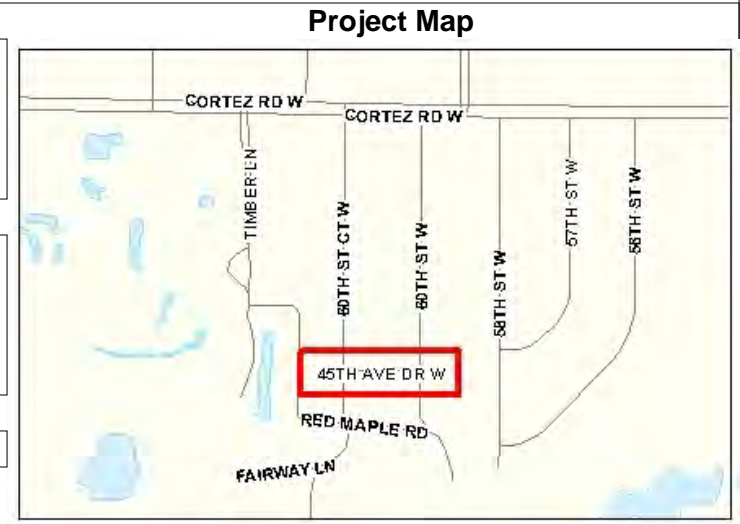 Project Map
CORTEZ RD W
CORTEZ RD W
TIMBER LN
60TH ST CT W
60TH ST W
58TH ST W
57TH ST W
56TH ST W
45TH AVE DR W
RED MAPLE RD
FAIRWAY LN